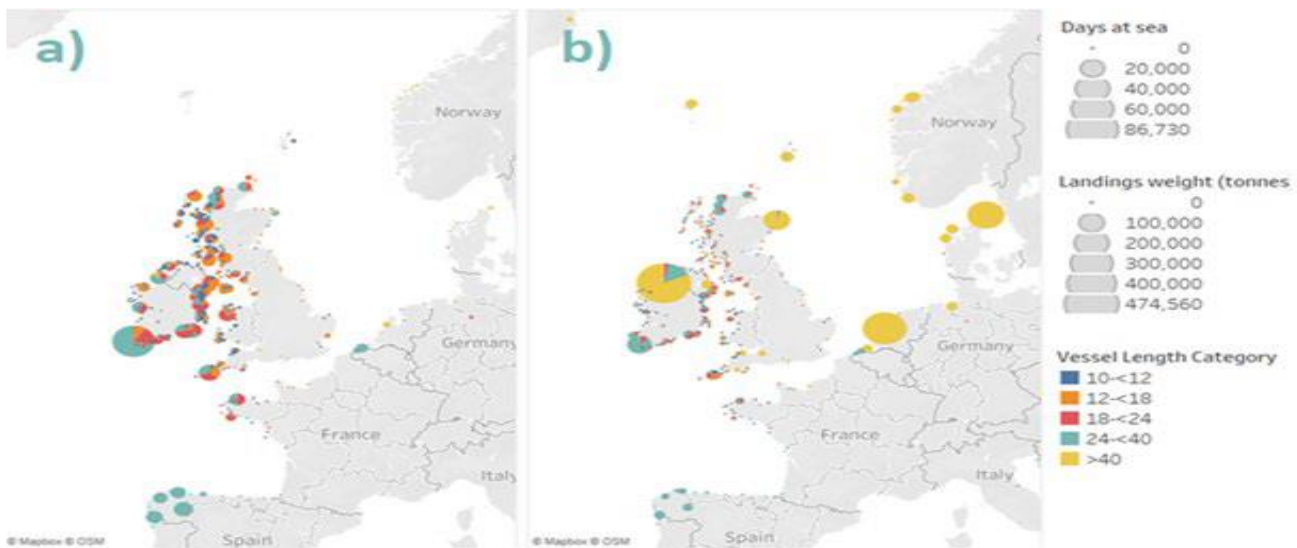 a)
b)
Norway
Norway
Germany
Germany
France
France
Italy
Italy
Spain
Spain
© Mapbox © OSM
© Mapbox © OSM
Days at sea
0
20,000
40,000
60,000
86,730
Landings weight (tonnes
0
100,000
200,000
300,000
400,000
474,560
Vessel Length Category
10-<12
12-<18
18-<24
24-<40
>40